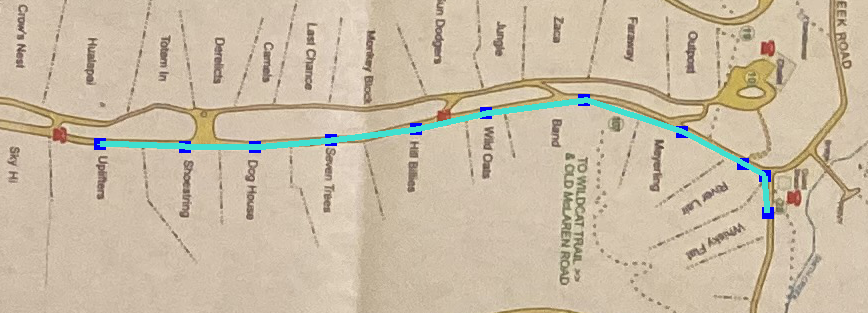 Crow's Nest
Hualapai
Totem In
Derelicts
Camels
Last Chance
Monkey Block
Sun Dodgers
Jungle
Zaca
Faraway
Outpost
EEK ROAD
Sky Hi
Uplifters
Shoestring
Dog House
Seven Trees
Hill Billies
Wild Oats
Band
Meyerling
River Lair
Whisky Flat
TO WILDCAT TRAIL >>
& OLD McLAREN ROAD